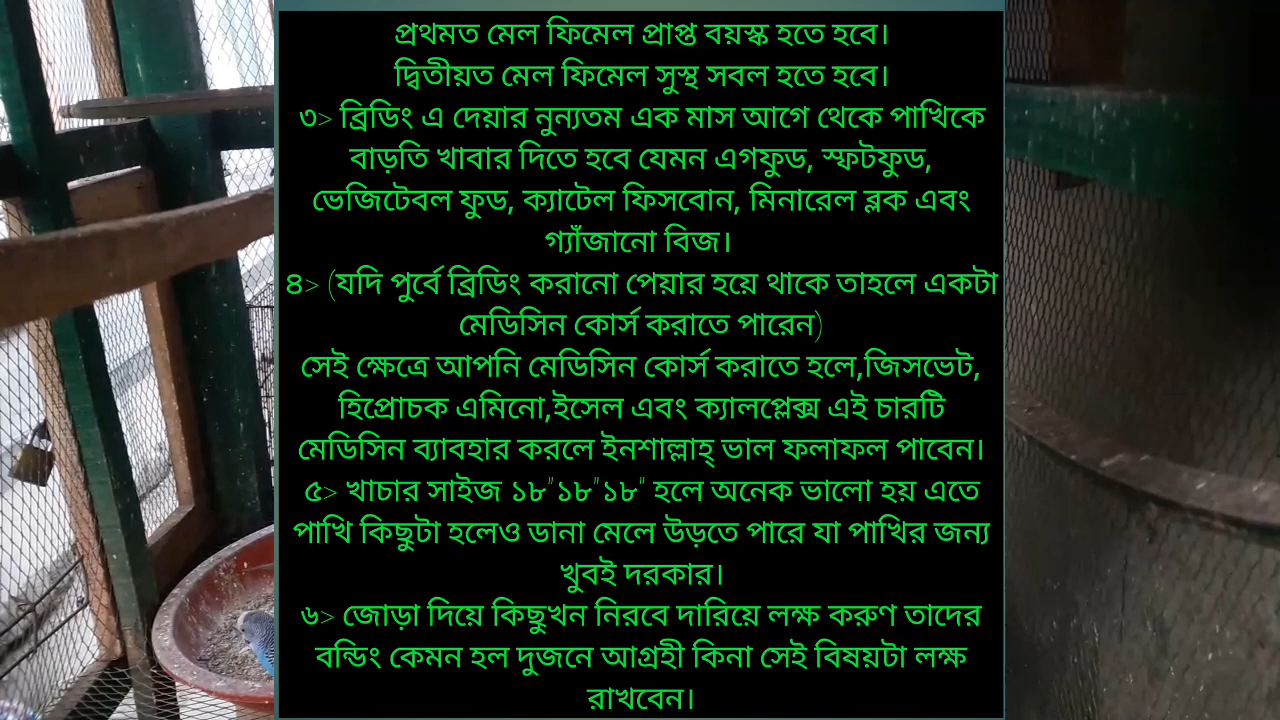 প্রথমত মেল ফিমেল প্রাপ্ত বয়স্ক হতে হবে।
দ্বিতীয়ত মেল ফিমেল সুস্থ সবল হতে হবে।
৩> ব্রিডিং এ দেয়ার নুন্যতম এক মাস আগে থেকে পাখিকে
বাড়তি খাবার দিতে হবে যেমন এগফুড, স্ফটফুড,
ভেজিটেবল ফুড, ক্যাটেল ফিসবোন, মিনারেল ব্লক এবং
গ্যাঁজানো বিজ।
৪> (যদি পুর্বে ব্রিডিং করানো পেয়ার হয়ে থাকে তাহলে একটা
মেডিসিন কোর্স করাতে পারেন)
সেই ক্ষেত্রে আপনি মেডিসিন কোর্স করাতে হলে,জিসভেট,
হিপ্রোচক এমিনো,ইসেল এবং ক্যালপ্লেক্স এই চারটি
মেডিসিন ব্যাবহার করলে ইনশাল্লাহ্ ভাল ফলাফল পাবেন।
৫> খাচার সাইজ ১৮"১৮"১৮" হলে অনেক ভালো হয় এতে
পাখি কিছুটা হলেও ডানা মেলে উড়তে পারে যা পাখির জন্য
খুবই দরকার।
৬> জোড়া দিয়ে কিছুখন নিরবে দারিয়ে লক্ষ করুণ তাদের
বন্ডিং কেমন হল দুজনে আগ্রহী কিনা সেই বিষয়টা লক্ষ
রাখবেন।